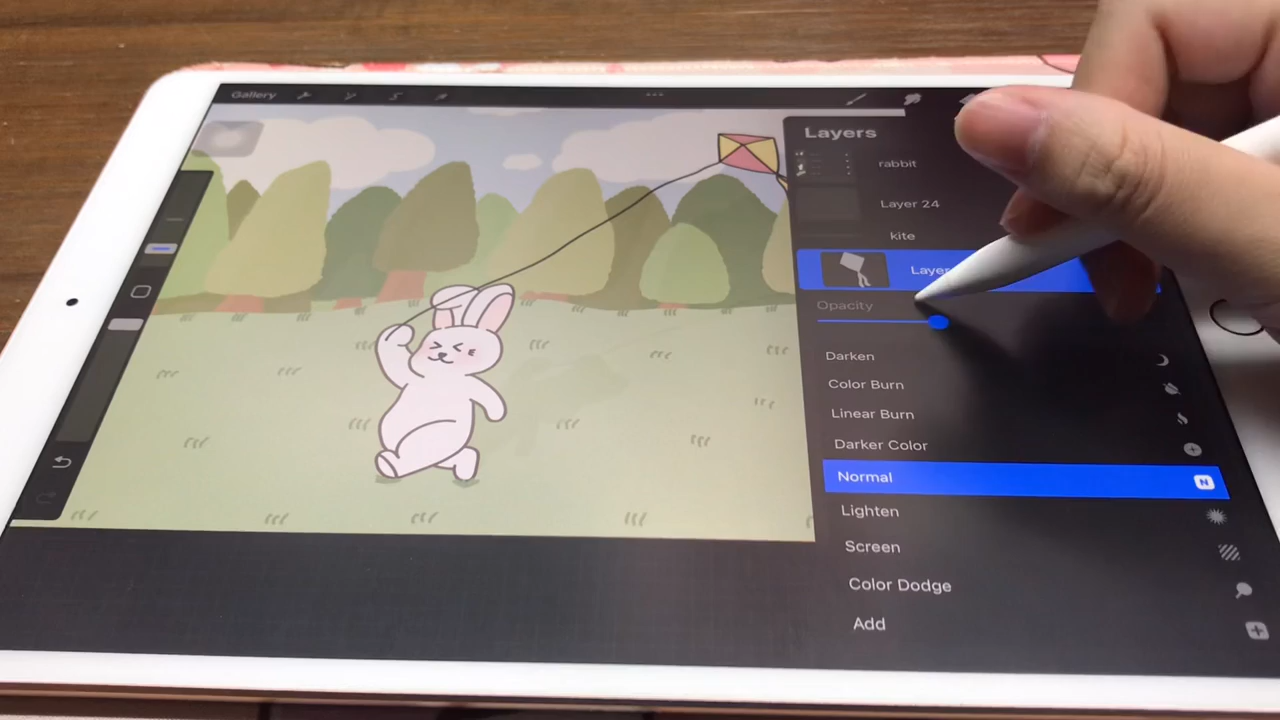 Gallery
Layers
rabbit
Layer 24
kite
Layer
Opacity
Darken
Color Burn
Linear Burn
Darker Color
Normal
N
Lighten
Screen
Color Dodge
Add